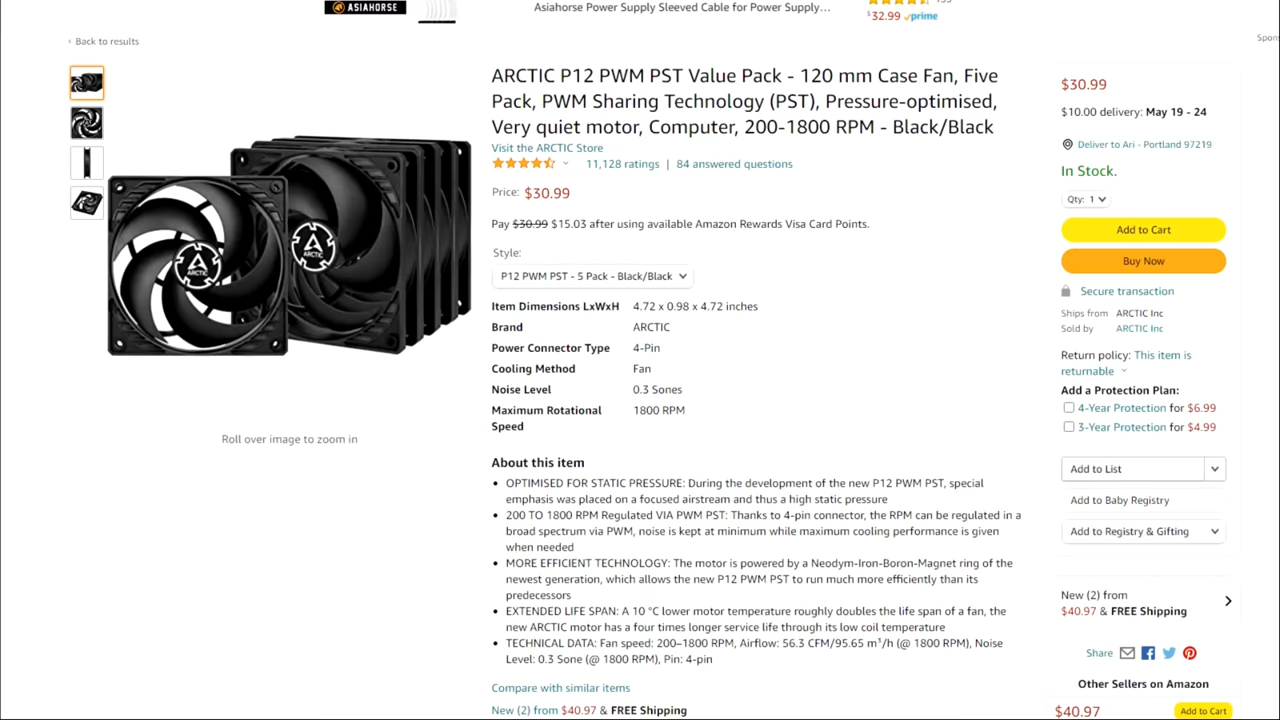 ASIAHORSE
Asiahorse Power Supply Sleeved Cable for Power Supply…
$32.99 prime
‹ Back to results
ARCTIC P12 PWM PST Value Pack - 120 mm Case Fan, Five
Pack, PWM Sharing Technology (PST), Pressure-optimised,
Very quiet motor, Computer, 200-1800 RPM - Black/Black
Visit the ARCTIC Store
11,128 ratings | 84 answered questions
Price: $30.99
Pay $30.99 $15.03 after using available Amazon Rewards Visa Card Points.
Style:
P12 PWM PST - 5 Pack - Black/Black
Item Dimensions LxWxH 4.72 x 0.98 x 4.72 inches
Brand ARCTIC
Power Connector Type 4-Pin
Cooling Method Fan
Noise Level 0.3 Sones
Maximum Rotational 1800 RPM
Speed
ARCTIC
ARCTIC
Roll over image to zoom in
About this item
• OPTIMISED FOR STATIC PRESSURE: During the development of the new P12 PWM PST, special
emphasis was placed on a focused airstream and thus a high static pressure
• 200 TO 1800 RPM Regulated VIA PWM PST: Thanks to 4-pin connector, the RPM can be regulated in a
broad spectrum via PWM, noise is kept at minimum while maximum cooling performance is given
when needed
• MORE EFFICIENT TECHNOLOGY: The motor is powered by a Neodym-Iron-Boron-Magnet ring of the
newest generation, which allows the new P12 PWM PST to run much more efficiently than its
predecessors
• EXTENDED LIFE SPAN: A 10 °C lower motor temperature roughly doubles the life span of a fan, the
new ARCTIC motor has a four times longer service life through its low coil temperature
• TECHNICAL DATA: Fan speed: 200–1800 RPM, Airflow: 56.3 CFM/95.65 m³/h (@ 1800 RPM), Noise
Level: 0.3 Sone (@ 1800 RPM), Pin: 4-pin
Compare with similar items
New (2) from $40.97 & FREE Shipping
Spons
$30.99
$10.00 delivery: May 19 - 24
Deliver to Ari - Portland 97219
In Stock.
Qty: 1
Add to Cart
Buy Now
Secure transaction
Ships from ARCTIC Inc
Sold by ARCTIC Inc
Return policy: This item is
returnable
Add a Protection Plan:
4-Year Protection for $6.99
3-Year Protection for $4.99
Add to List
Add to Baby Registry
Add to Registry & Gifting
New (2) from
$40.97 & FREE Shipping
Share
Other Sellers on Amazon
$40.97 Add to Cart